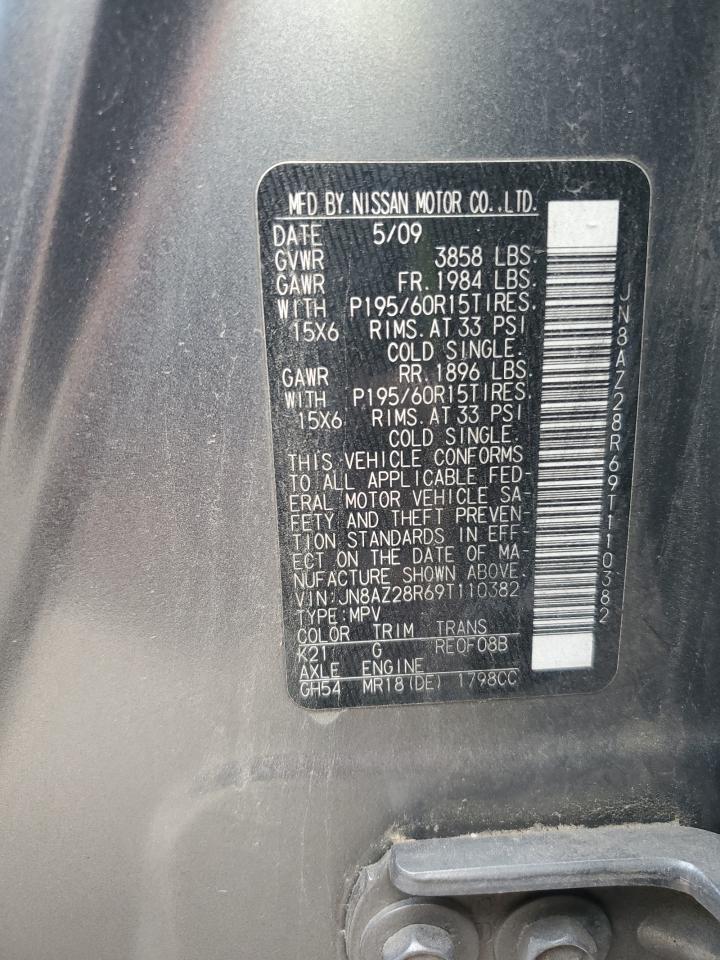 MFD BY.NISSAN MOTOR CO.,LTD.
DATE 5/09
GVWR 3858 LBS.
GAWR FR.1984 LBS.
WITH P195/60R15TIRES.
15X6 RIMS.AT 33 PSI
COLD SINGLE.
GAWR RR.1896 LBS.
WITH P195/60R15TIRES.
15X6 RIMS.AT 33 PSI
COLD SINGLE.
THIS VEHICLE CONFORMS
TO ALL APPLICABLE FED-
ERAL MOTOR VEHICLE SA-
FETY AND THEFT PREVEN-
TION STANDARDS IN EFF-
ECT ON THE DATE OF MA-
NUFACTURE SHOWN ABOVE.
VIN:JN8AZ28R69T110382
TYPE:MPV
COLOR TRIM TRANS
K21 G RE0F08B
AXLE ENGINE
GH54 MR18(DE) 1798CC
JN8AZ28R69T110382